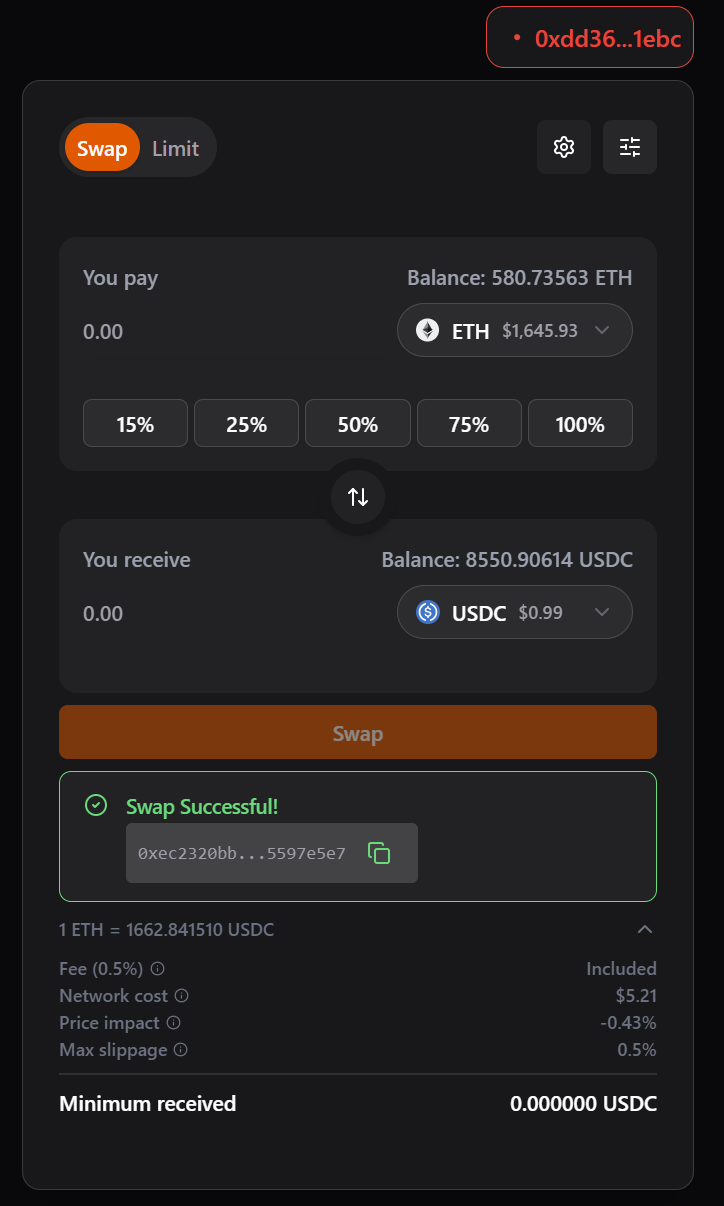 0xdd36...1ebc
Swap Limit
You pay Balance: 580.73563 ETH
0.00 ETH $1,645.93
15% 25% 50% 75% 100%
You receive Balance: 8550.90614 USDC
0.00 USDC $0.99
Swap
Swap Successful!
0xec2320bb...5597e5e7
1 ETH = 1662.841510 USDC
Fee (0.5%) Included
Network cost $5.21
Price impact -0.43%
Max slippage 0.5%
Minimum received 0.000000 USDC